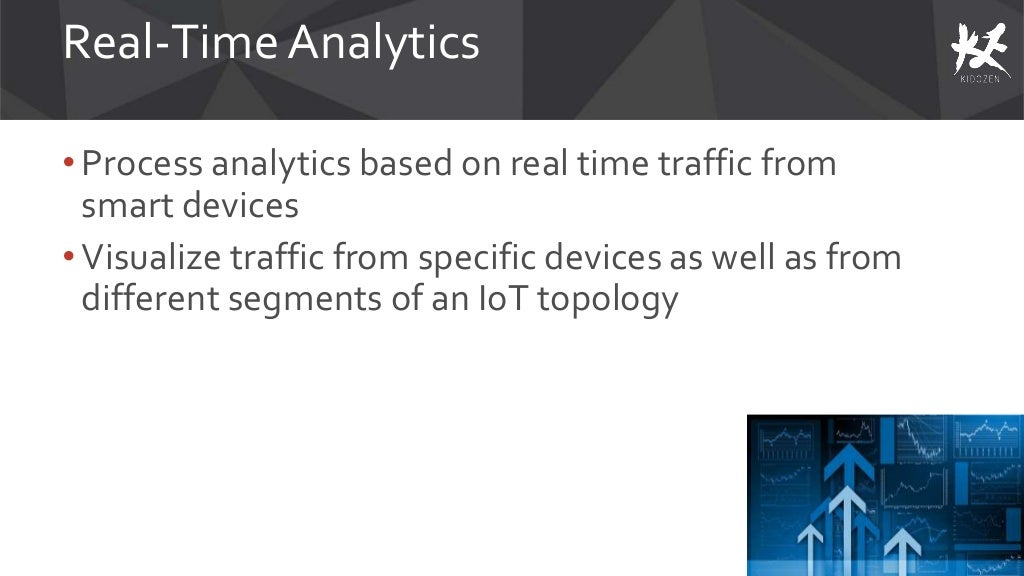 Real-Time Analytics
KIDOZEN
• Process analytics based on real time traffic from
smart devices
• Visualize traffic from specific devices as well as from
different segments of an IoT topology